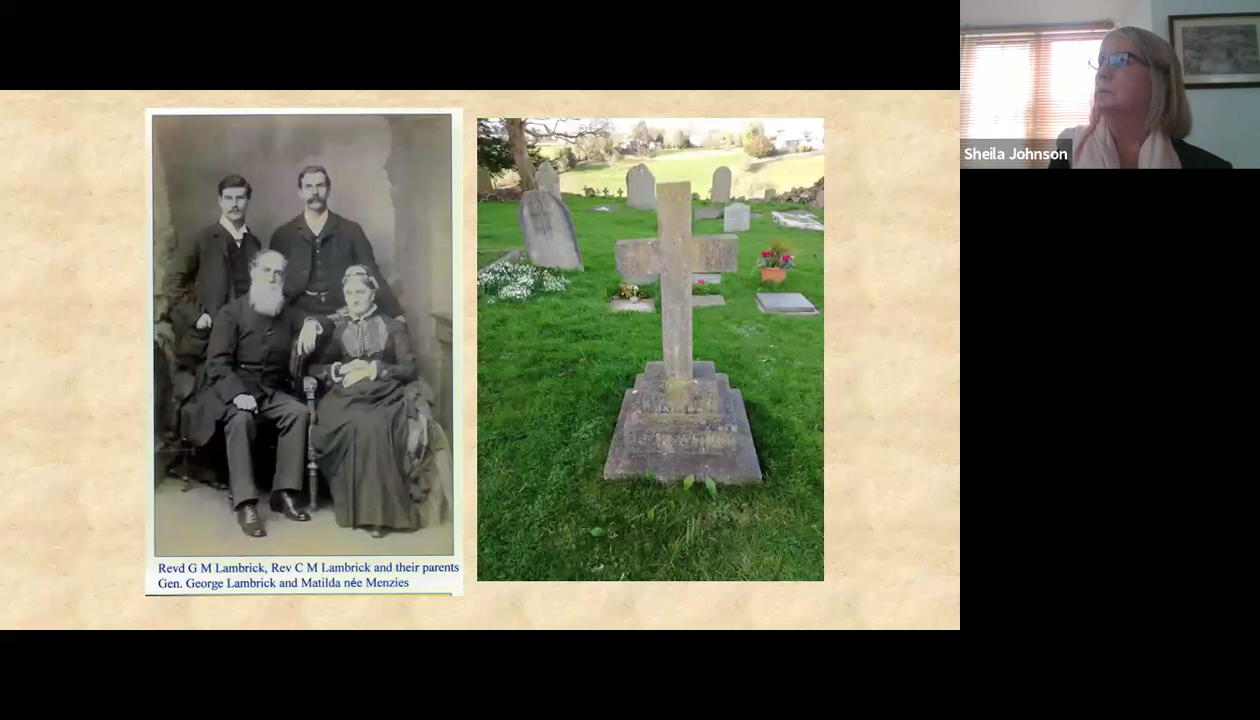 Revd G M Lambrick, Rev C M Lambrick and their parents
Gen. George Lambrick and Matilda née Menzies
Sheila Johnson